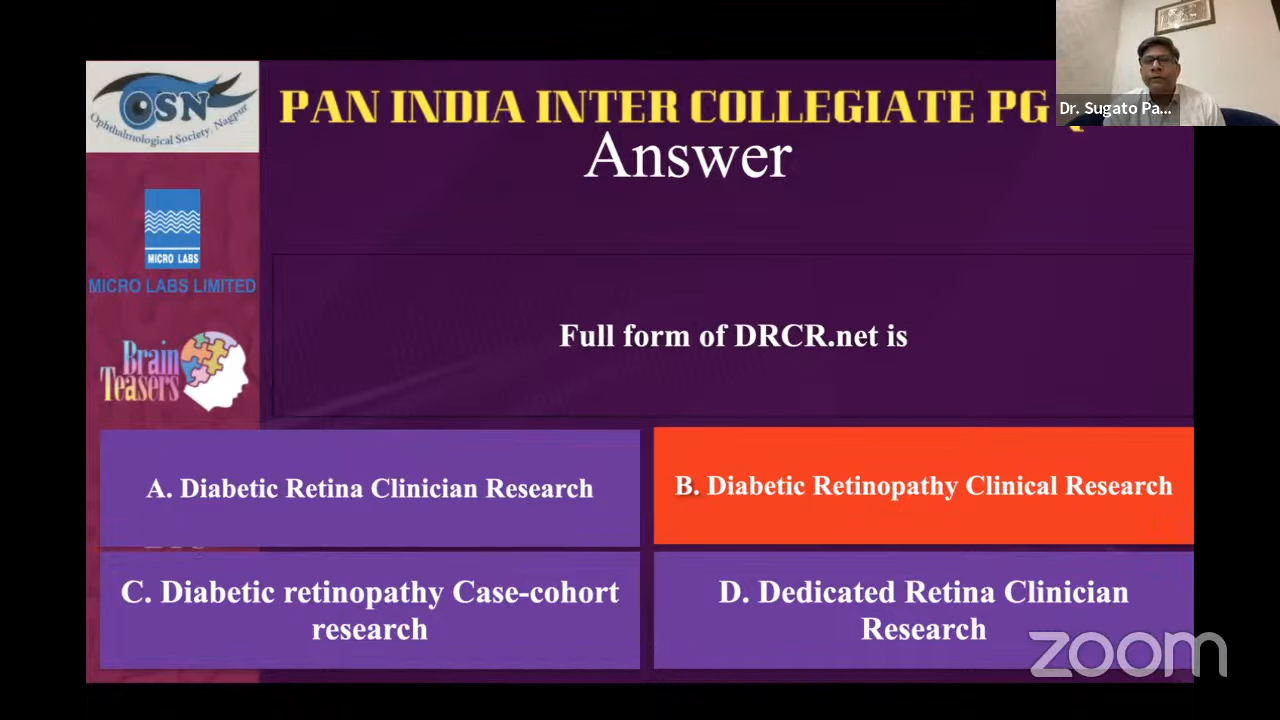 OSN
Ophthalmological Society, Nagpur
PAN INDIA INTER COLLEGIATE PG
Dr. Sugato Pa...
Answer
MICRO LABS
MICRO LABS LIMITED
Brain
Teasers
Full form of DRCR.net is
A. Diabetic Retina Clinician Research
B. Diabetic Retinopathy Clinical Research
C. Diabetic retinopathy Case-cohort
research
D. Dedicated Retina Clinician
Research
zoom